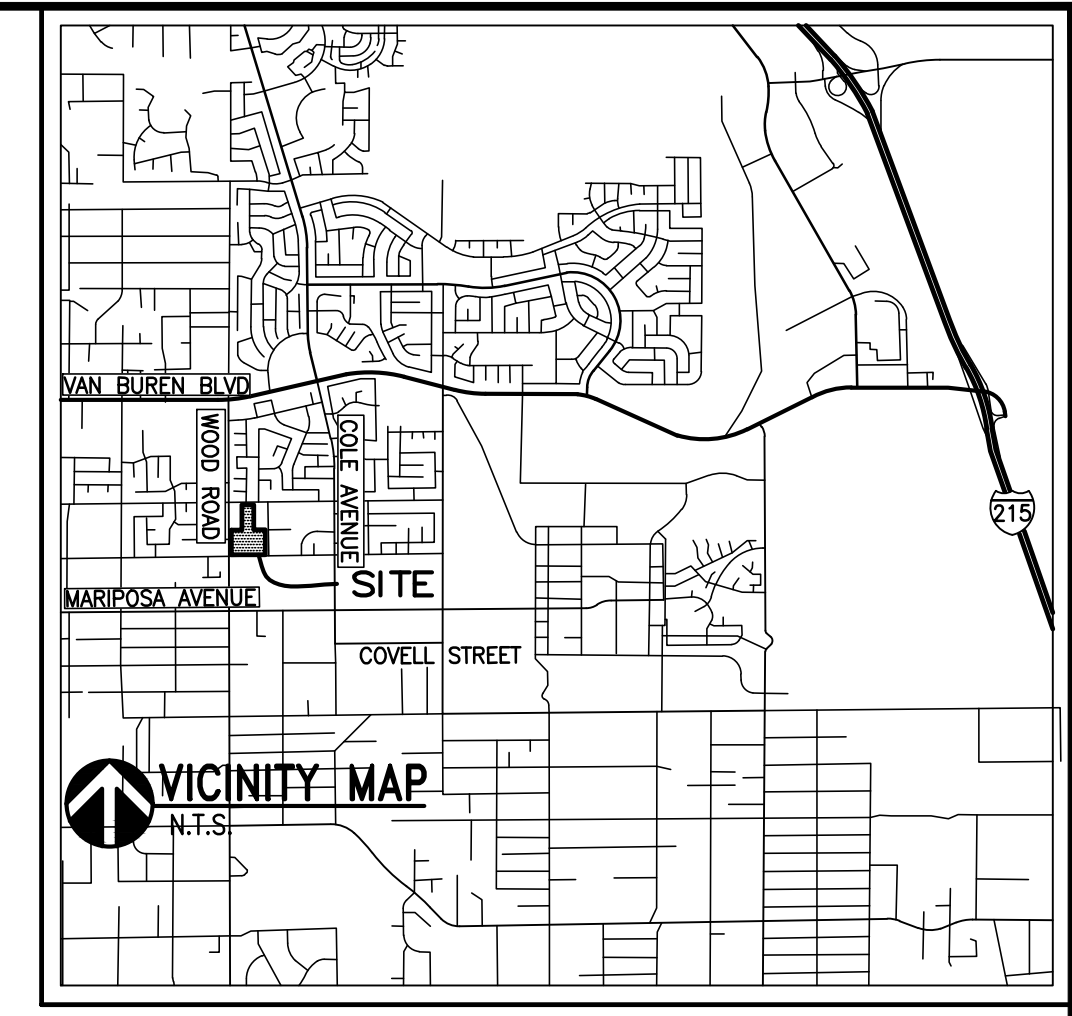 VAN BUREN BLVD
WOOD ROAD
COLE AVENUE
215
SITE
MARIPOSA AVENUE
COVELL STREET
VICINITY MAP
N.T.S.